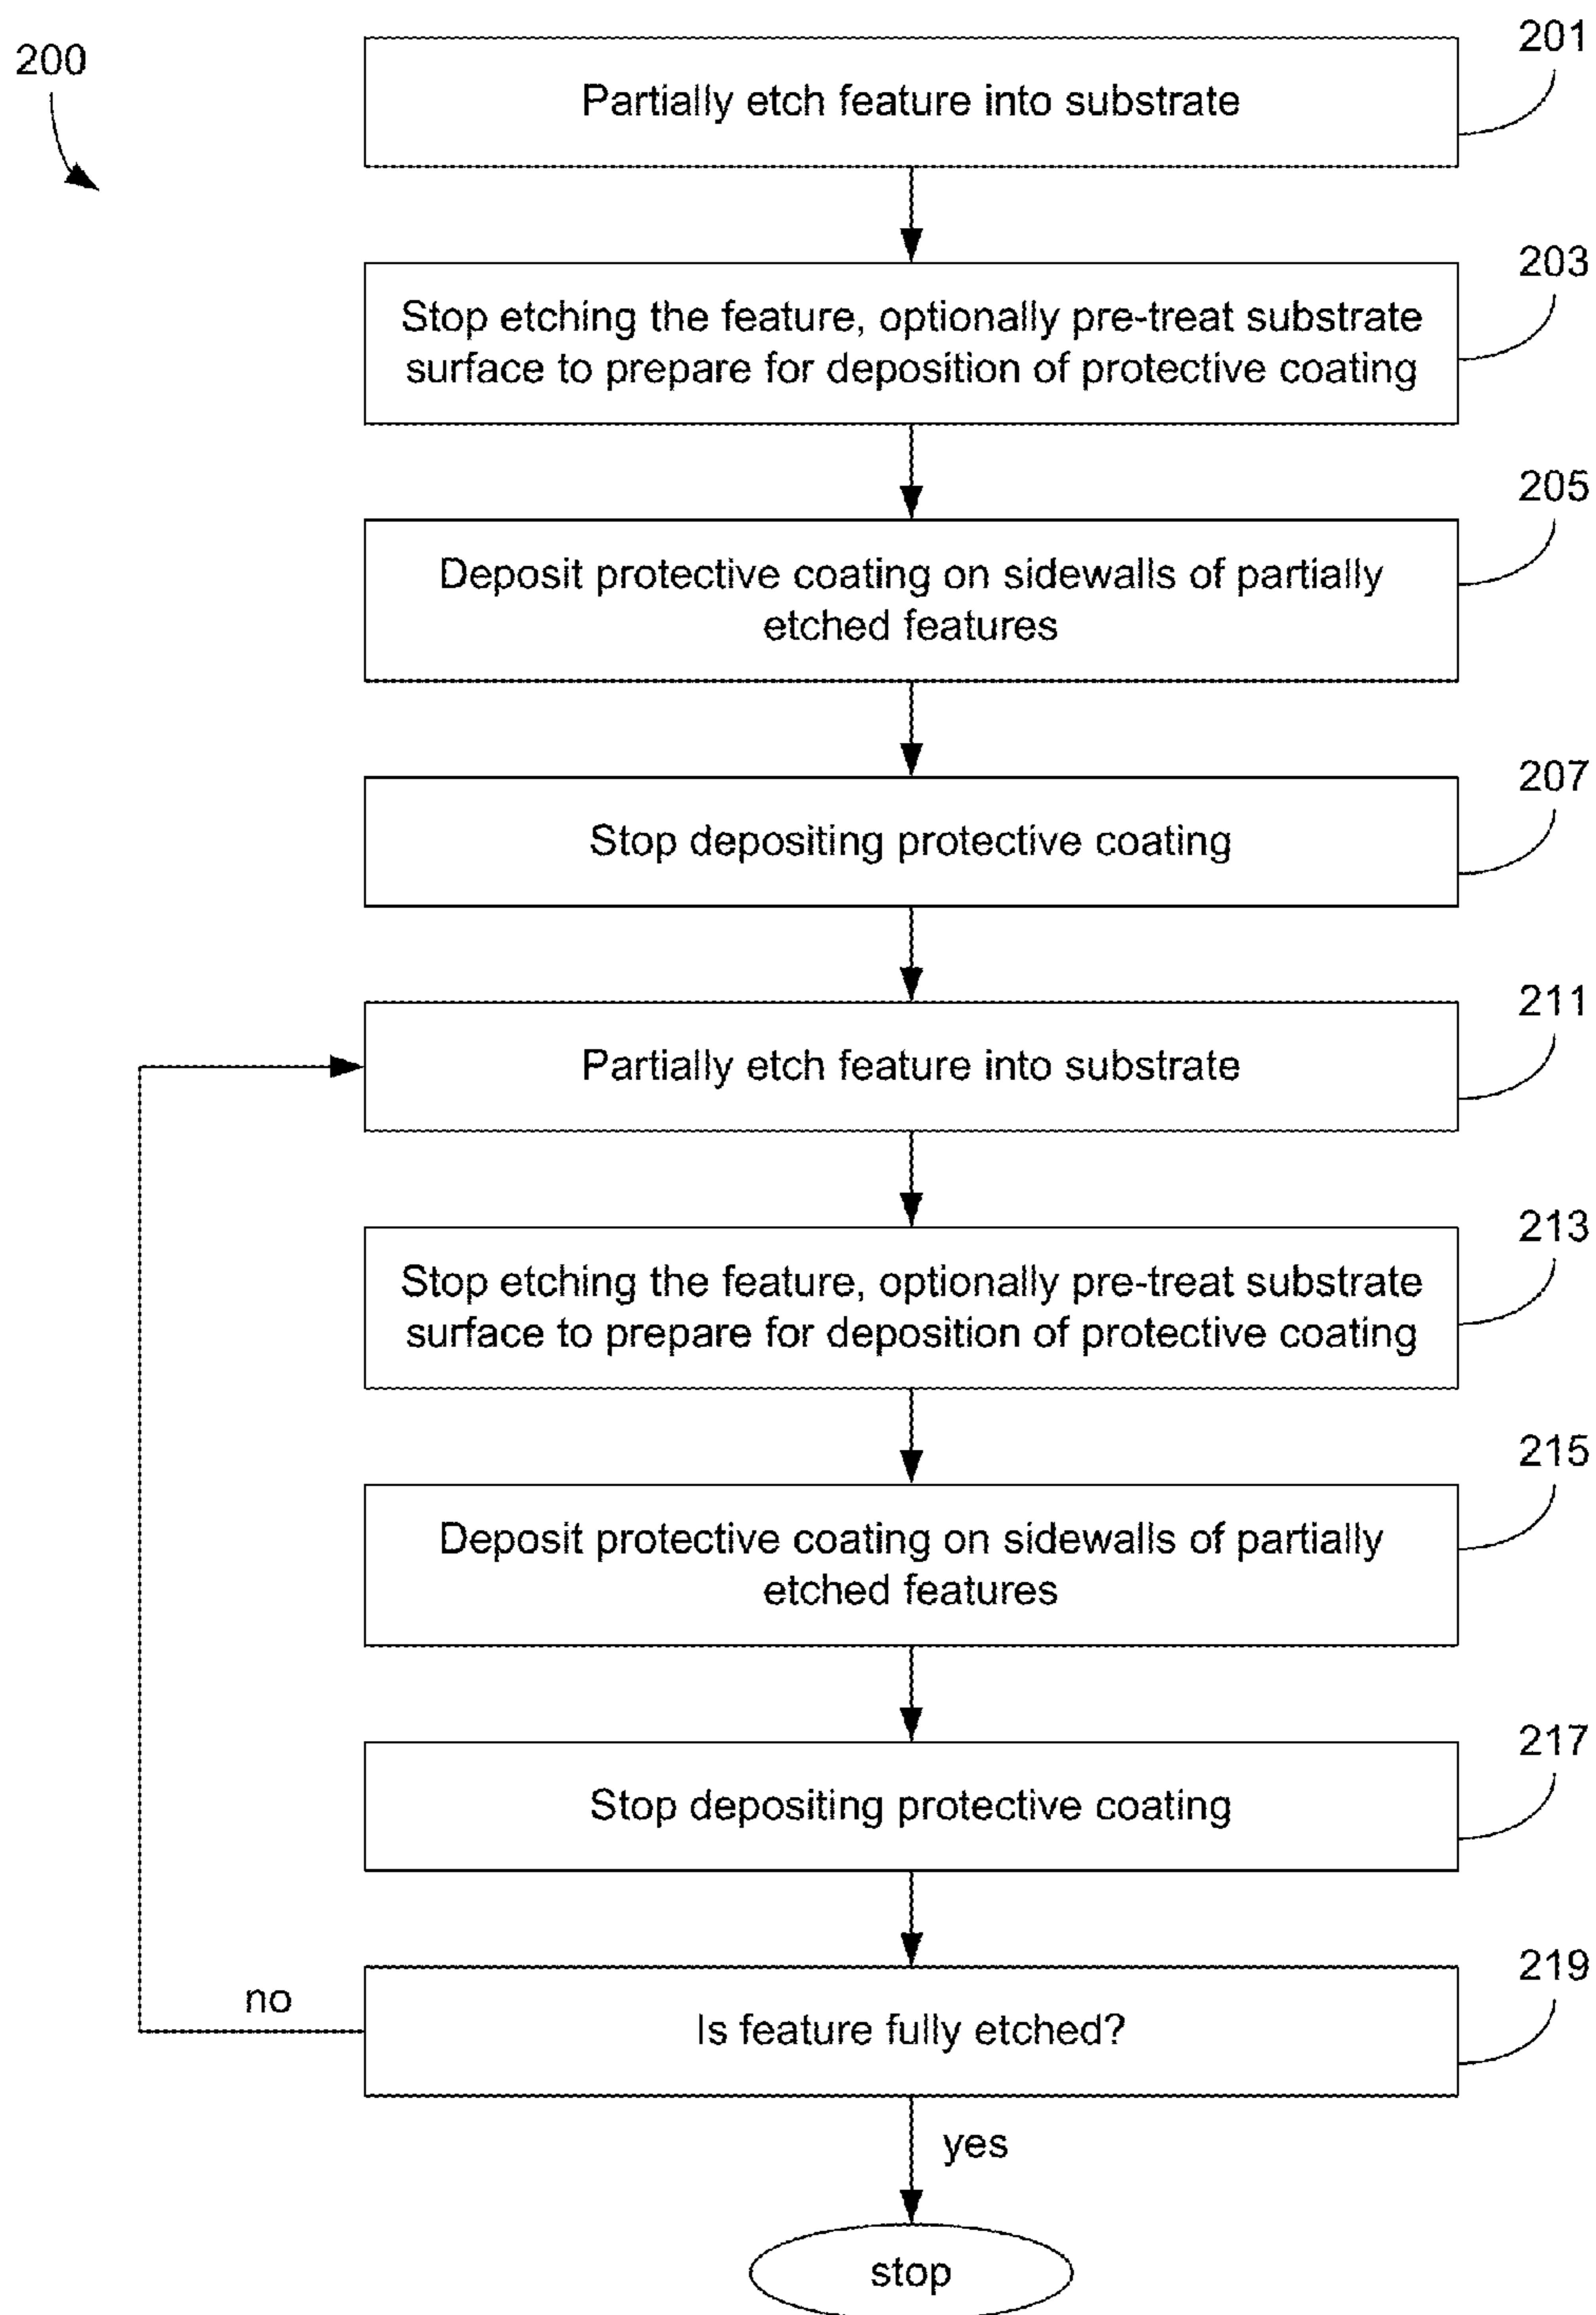 200
201
Partially etch feature into substrate
203
Stop etching the feature, optionally pre-treat substrate
surface to prepare for deposition of protective coating
205
Deposit protective coating on sidewalls of partially
etched features
207
Stop depositing protective coating
211
Partially etch feature into substrate
213
Stop etching the feature, optionally pre-treat substrate
surface to prepare for deposition of protective coating
215
Deposit protective coating on sidewalls of partially
etched features
217
Stop depositing protective coating
219
no
Is feature fully etched?
yes
stop